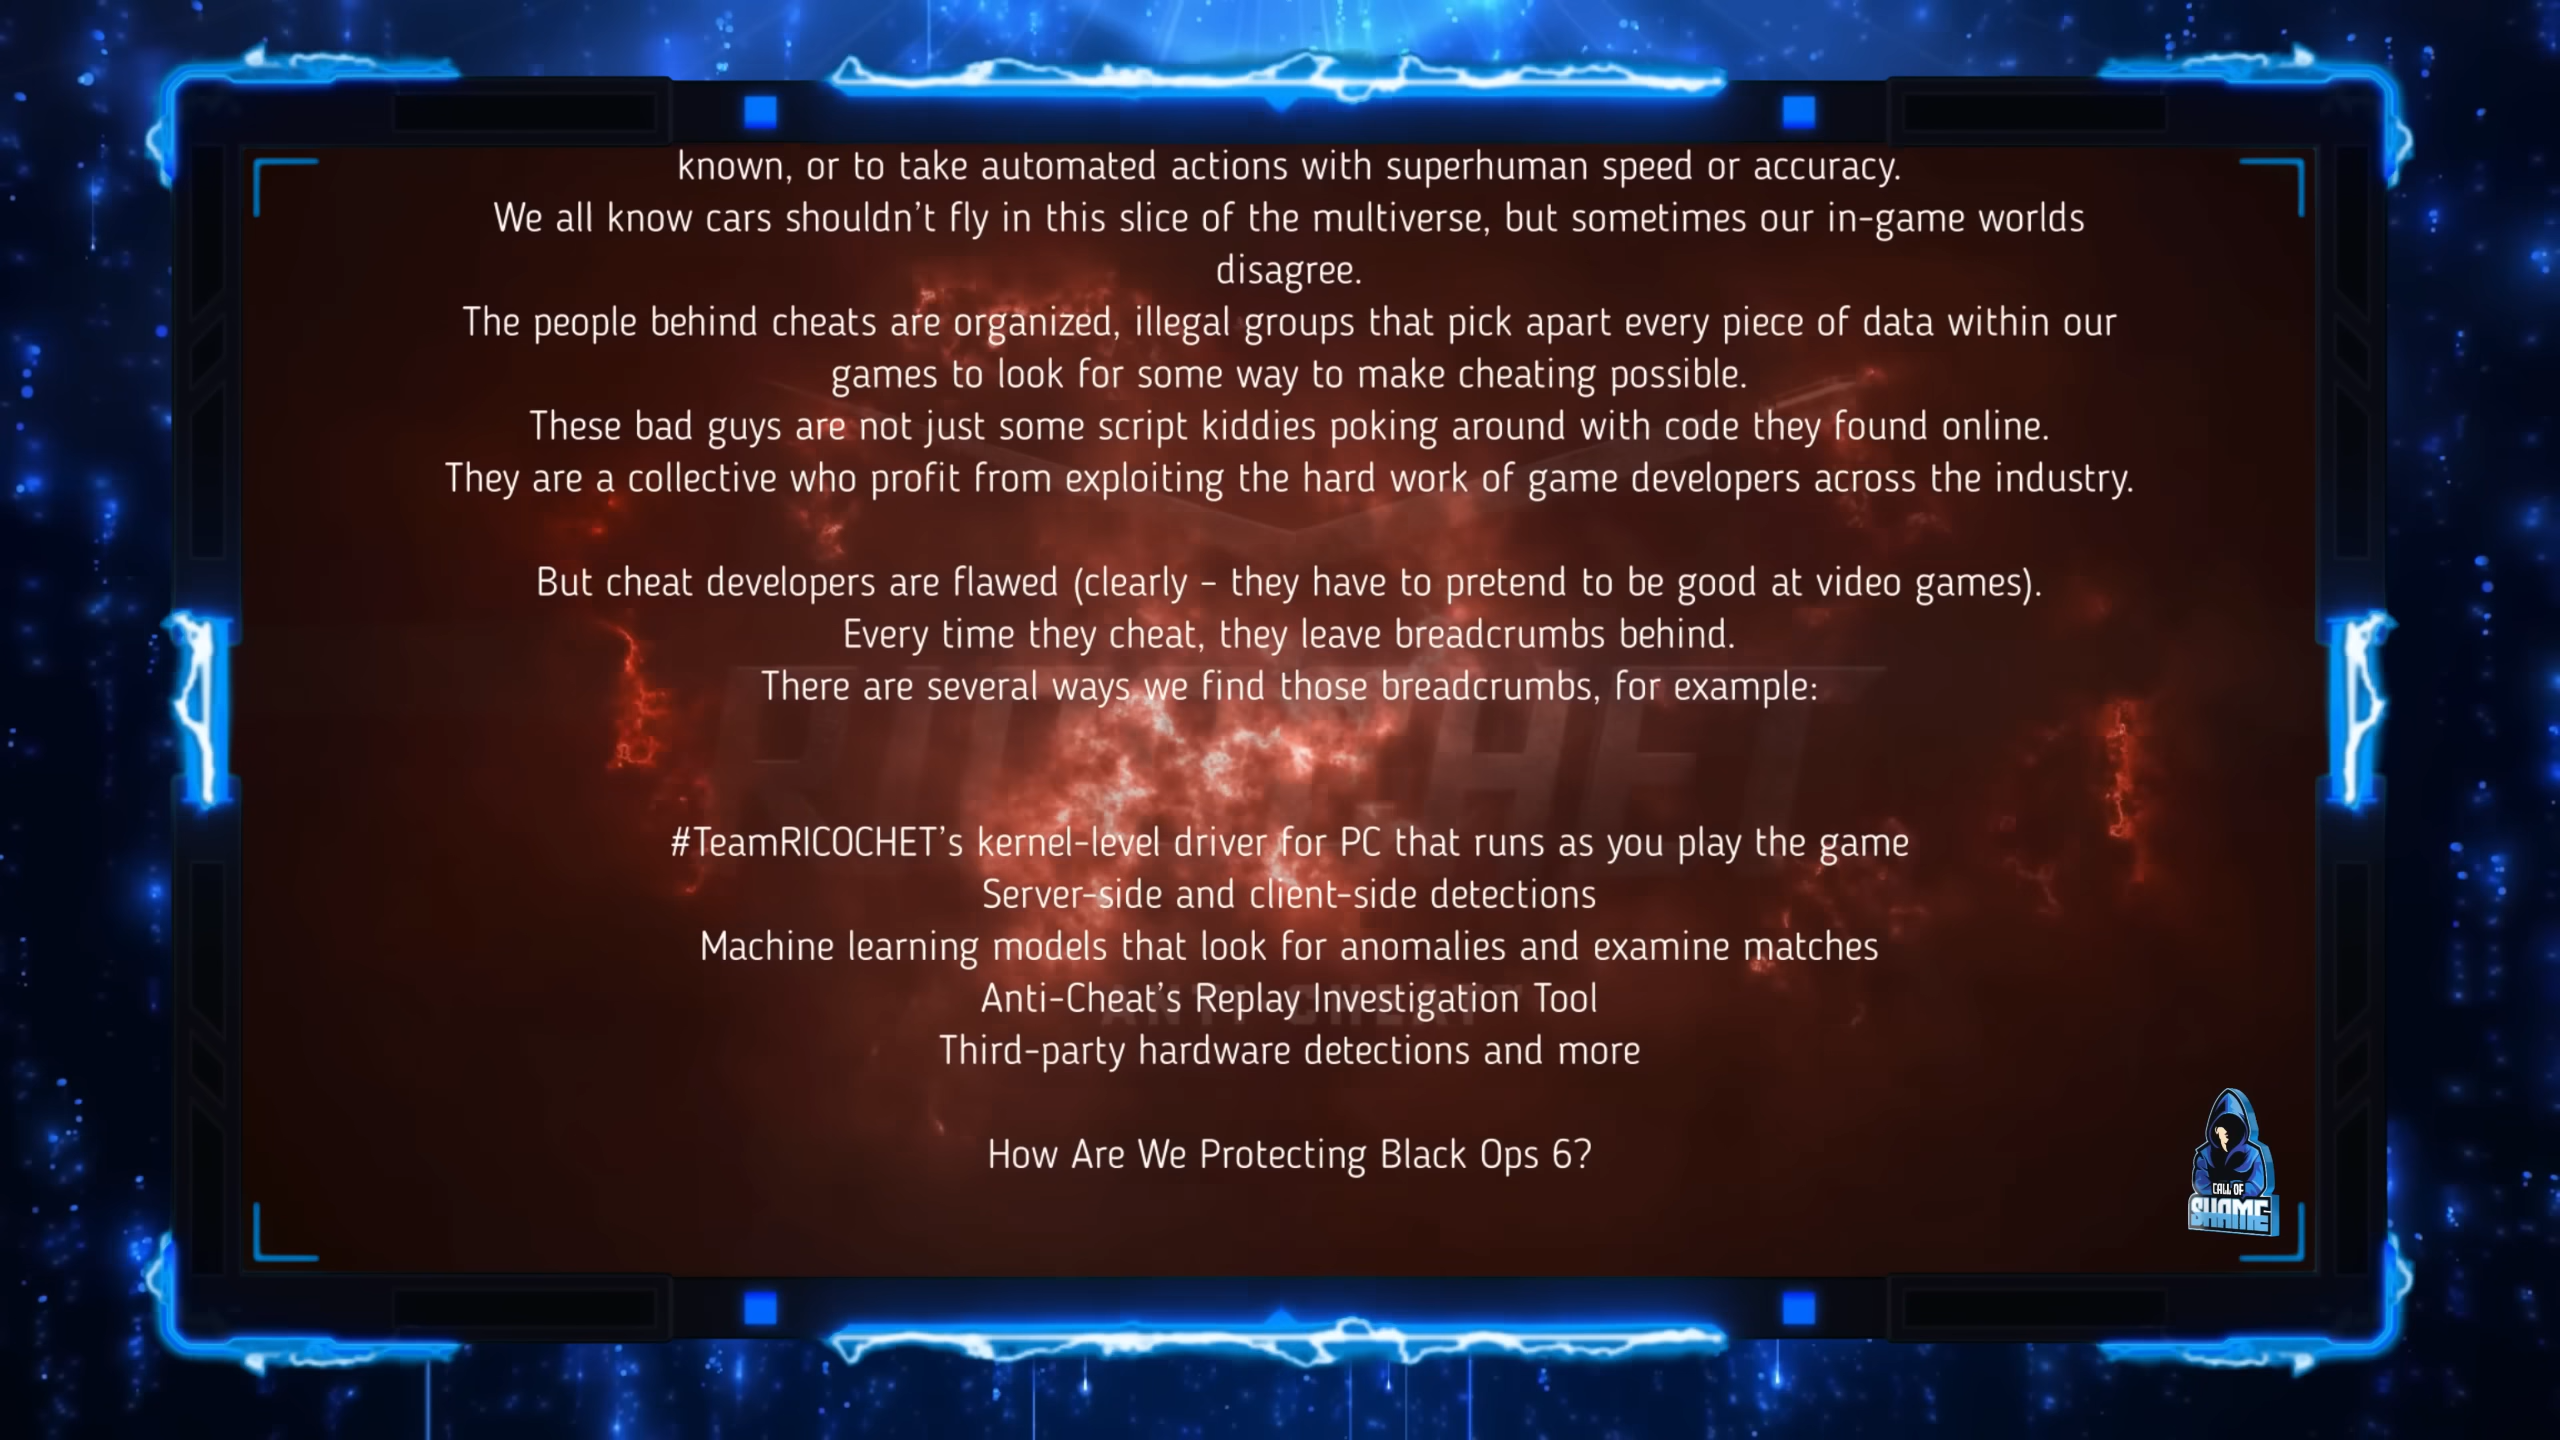 known, or to take automated actions with superhuman speed or accuracy.
We all know cars shouldn't fly in this slice of the multiverse, but sometimes our in-game worlds
disagree.
The people behind cheats are organized, illegal groups that pick apart every piece of data within our
games to look for some way to make cheating possible.
These bad guys are not just some script kiddies poking around with code they found online.
They are a collective who profit from exploiting the hard work of game developers across the industry.
But cheat developers are flawed (clearly – they have to pretend to be good at video games).
Every time they cheat, they leave breadcrumbs behind.
There are several ways we find those breadcrumbs, for example:
RICOCHET
#TeamRICOCHET's kernel-level driver for PC that runs as you play the game
Server-side and client-side detections
Machine learning models that look for anomalies and examine matches
Anti-Cheat's Replay Investigation Tool
ANTI-CHEAT
Third-party hardware detections and more
How Are We Protecting Black Ops 6?
CALL OF
SHAME